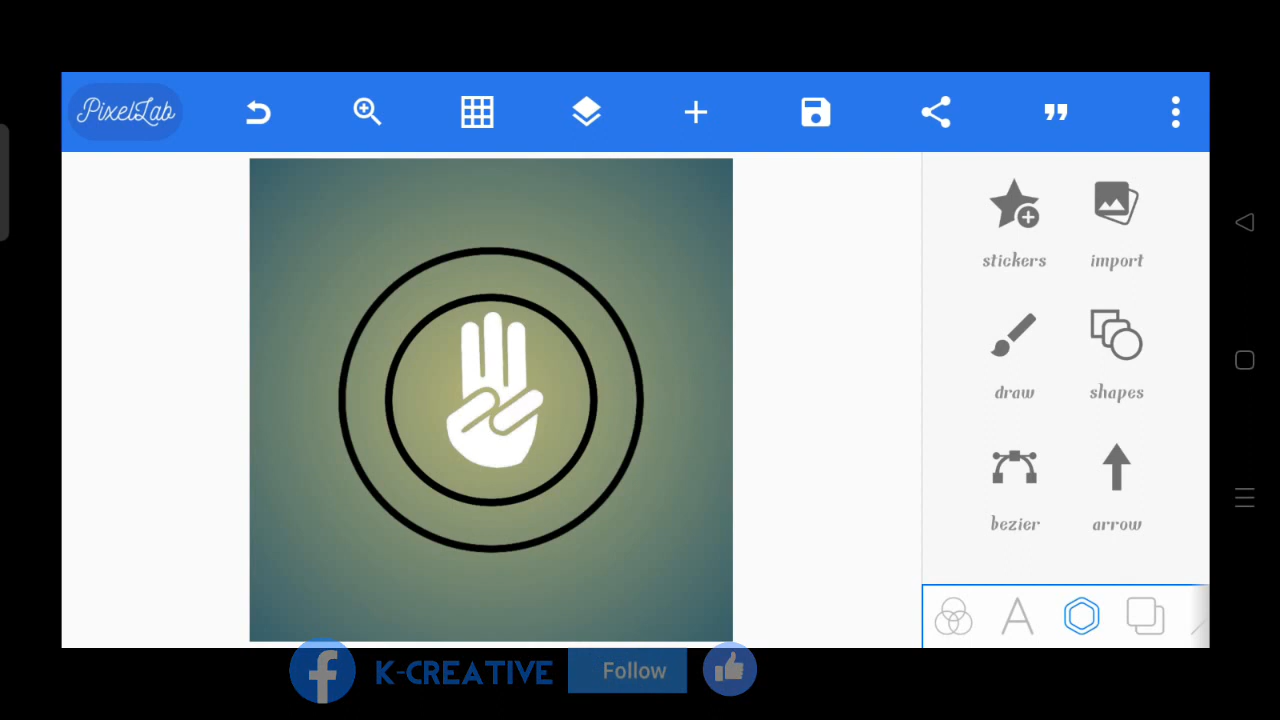 PixelLab
stickers
import
draw
shapes
bezier
arrow
K-CREATIVE
Follow